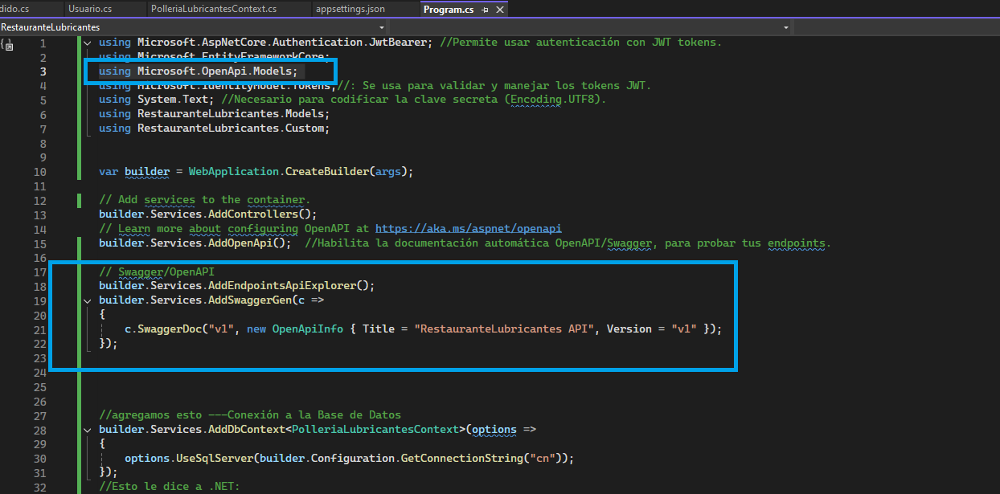 dido.cs Usuario.cs PolleriaLubricantesContext.cs appsettings.json Program.cs
RestauranteLubricantes
1 using Microsoft.AspNetCore.Authentication.JwtBearer; //Permite usar autenticación con JWT tokens.
2 using Microsoft.EntityFrameworkCore;
3 using Microsoft.OpenApi.Models;
4 using Microsoft.IdentityModel.Tokens;//: Se usa para validar y manejar los tokens JWT.
5 using System.Text; //Necesario para codificar la clave secreta (Encoding.UTF8).
6 using RestauranteLubricantes.Models;
7 using RestauranteLubricantes.Custom;
8
9
10 var builder = WebApplication.CreateBuilder(args);
11
12 // Add services to the container.
13 builder.Services.AddControllers();
14 // Learn more about configuring OpenAPI at https://aka.ms/aspnet/openapi
15 builder.Services.AddOpenApi(); //Habilita la documentación automática OpenAPI/Swagger, para probar tus endpoints.
16
17 // Swagger/OpenAPI
18 builder.Services.AddEndpointsApiExplorer();
19 builder.Services.AddSwaggerGen(c =>
20 {
21 c.SwaggerDoc("v1", new OpenApiInfo { Title = "RestauranteLubricantes API", Version = "v1" });
22 });
23
24
25
26
27 //agregamos esto ---Conexión a la Base de Datos
28 builder.Services.AddDbContext<PolleriaLubricantesContext>(options =>
29 {
30 options.UseSqlServer(builder.Configuration.GetConnectionString("cn"));
31 });
32 //Esto le dice a .NET: